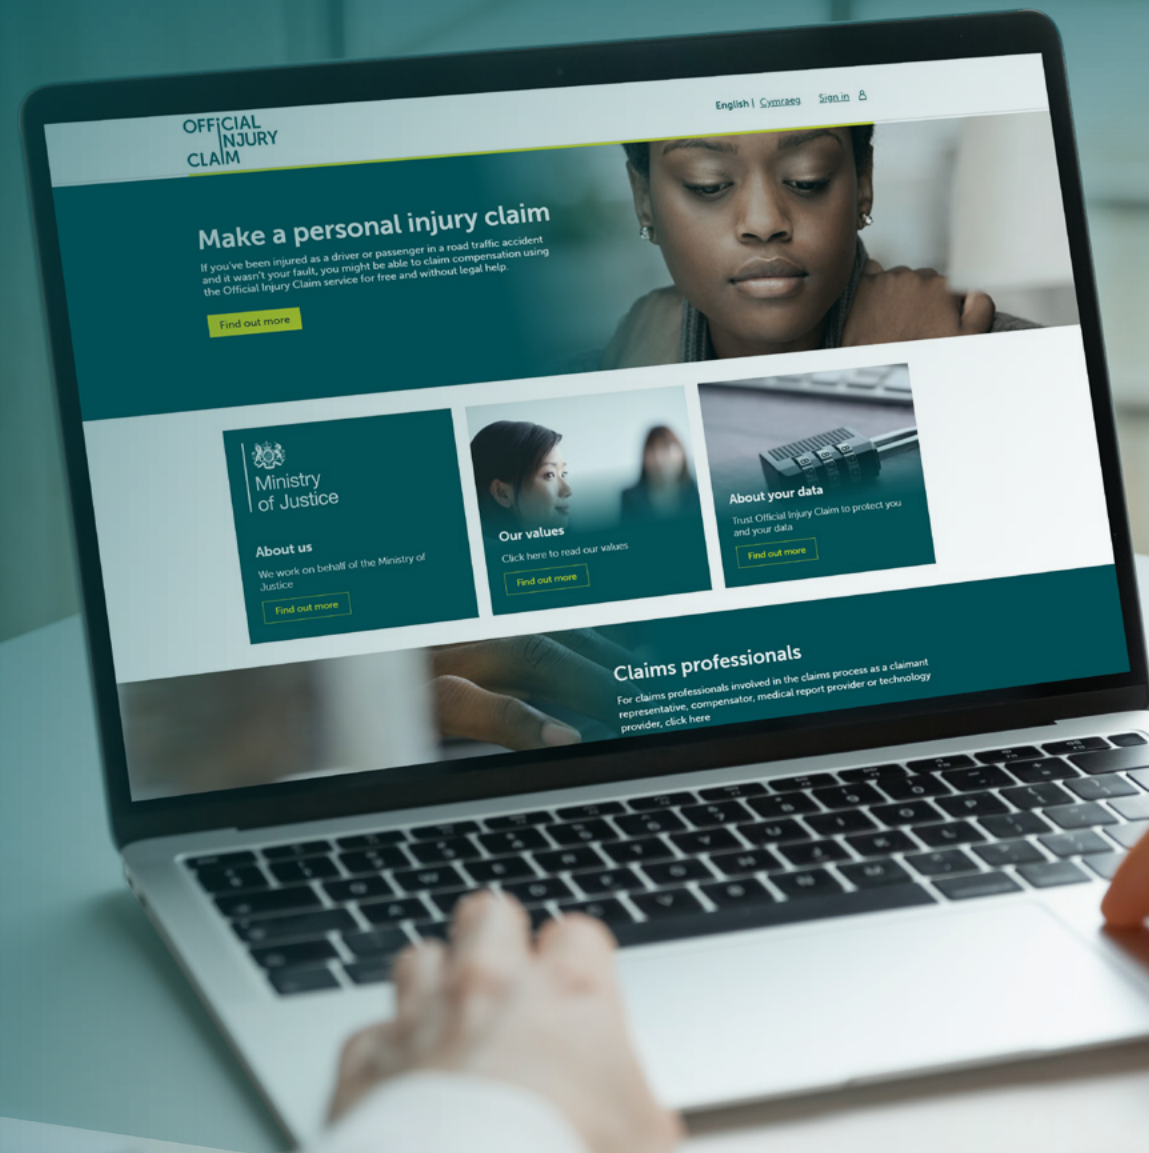 OFFiCIAL
INJURY
CLAIM
English | Cymraeg Sign in
Make a personal injury claim
If you've been injured as a driver or passenger in a road traffic accident
and it wasn't your fault, you might be able to claim compensation using
the Official Injury Claim service for free and without legal help.
Find out more
Ministry
of Justice
About us
We work on behalf of the Ministry of
Justice
Find out more
Our values
Click here to read our values
Find out more
About your data
Trust Official Injury Claim to protect you
and your data
Find out more
Claims professionals
For claims professionals involved in the claims process as a claimant
representative, compensator, medical report provider or technology
provider, click here